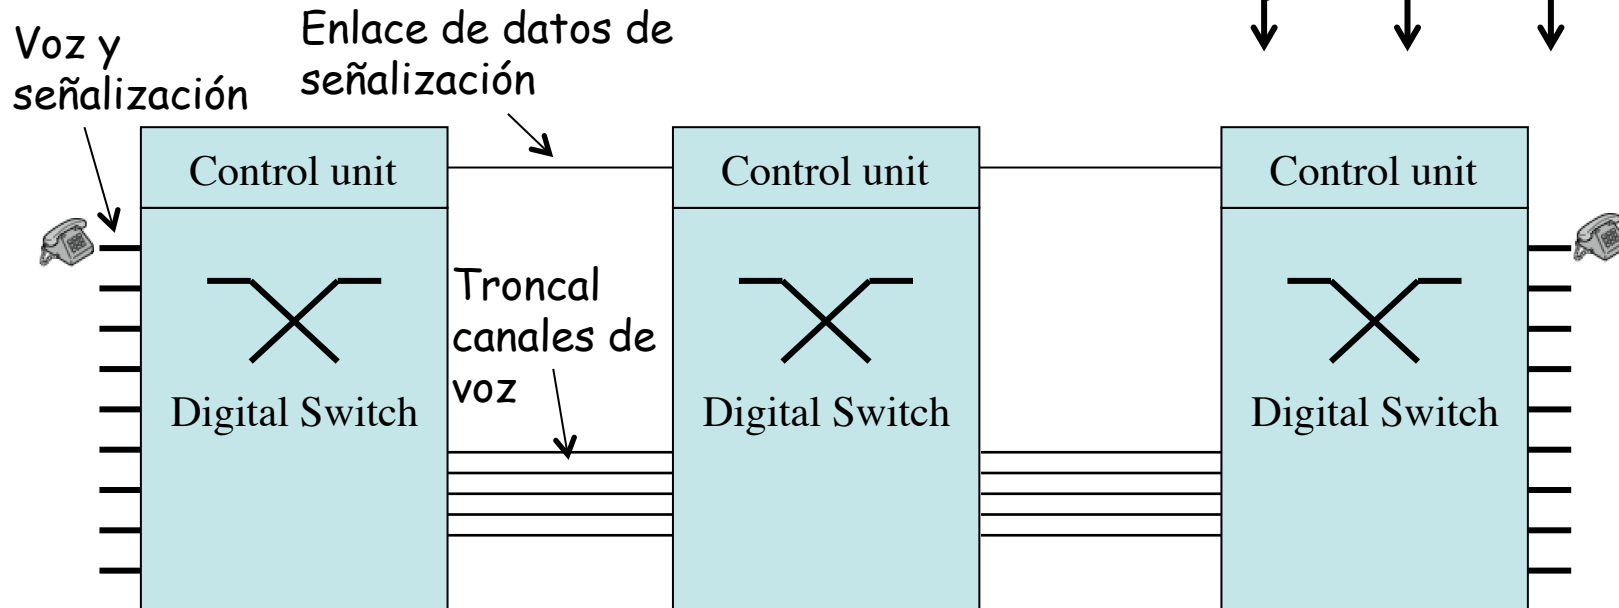 Voz y
señalización
Enlace de datos de
señalización
Control unit
Control unit
Control unit
Troncal
canales de
voz
Digital Switch
Digital Switch
Digital Switch